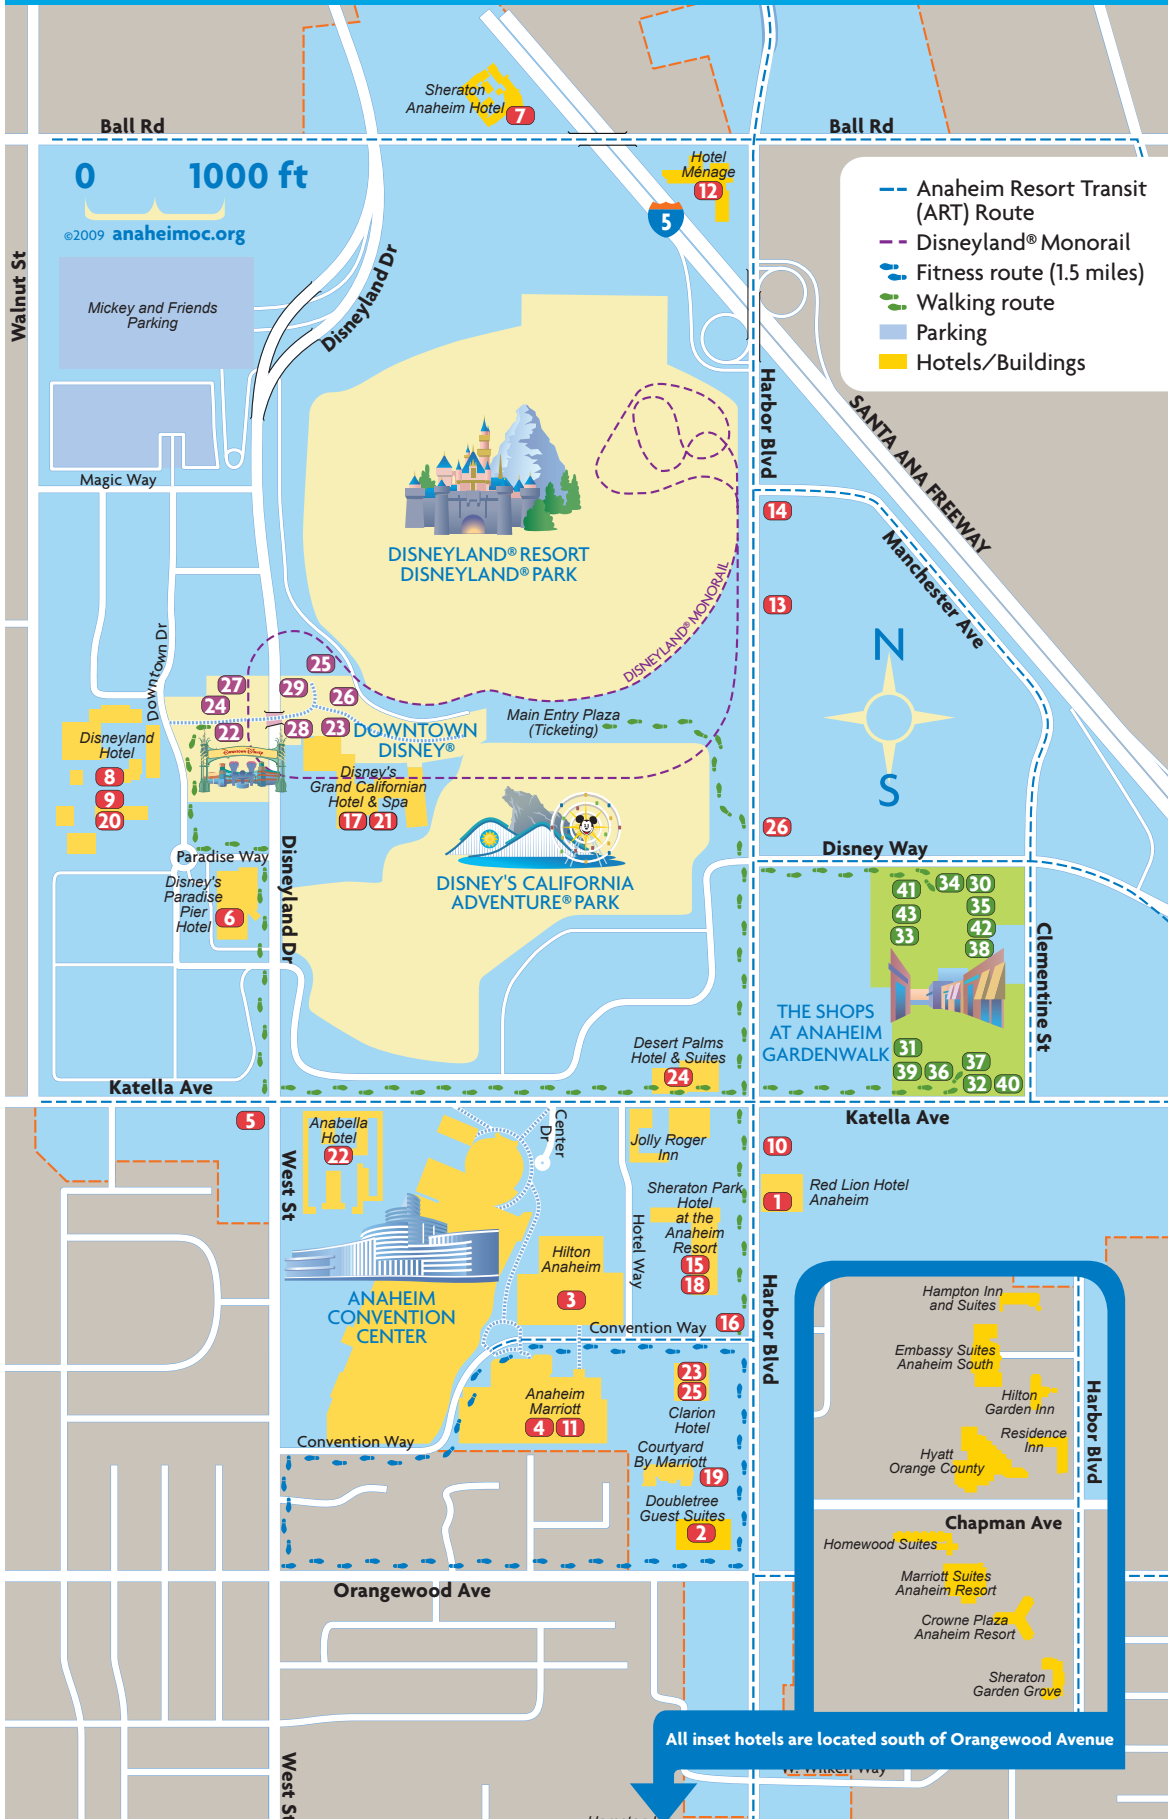 Sheraton
Anaheim Hotel
7
Ball Rd
Ball Rd
0
1000 ft
©2009 anaheimoc.org
Hotel
Ménage
12
5
Anaheim Resort Transit
(ART) Route
Disneyland® Monorail
Fitness route (1.5 miles)
Walking route
Parking
Hotels/Buildings
Walnut St
Mickey and Friends
Parking
Disneyland Dr
Harbor Blvd
SANTA ANA FREEWAY
Magic Way
14
Manchester Ave
DISNEYLAND® RESORT
DISNEYLAND® PARK
DISNEYLAND® MONORAIL
13
N
S
Downtown Dr
25
27
29
26
24
22
28
23
DOWNTOWN
DISNEY®
Downtown Disney
Main Entry Plaza
(Ticketing)
Disneyland
Hotel
8
9
20
Disney's
Grand Californian
Hotel & Spa
17
21
26
Disney Way
Paradise Way
Disneyland Dr
Disney's
Paradise
Pier
Hotel
6
DISNEY'S CALIFORNIA
ADVENTURE® PARK
41
34
30
43
35
33
42
38
Clementine St
THE SHOPS
AT ANAHEIM
GARDENWALK
31
39
36
37
32
40
Desert Palms
Hotel & Suites
24
Katella Ave
Katella Ave
5
Anabella
Hotel
22
Center
Dr
Jolly Roger
Inn
10
West St
Sheraton Park
Hotel
at the
Anaheim
Resort
15
18
1
Red Lion Hotel
Anaheim
Hotel Way
Hilton
Anaheim
3
ANAHEIM
CONVENTION
CENTER
Convention Way
16
Harbor Blvd
Anaheim
Marriott
4
11
23
25
Clarion
Hotel
Convention Way
Courtyard
By Marriott
19
Doubletree
Guest Suites
2
Orangewood Ave
Hampton Inn
and Suites
Embassy Suites
Anaheim South
Hilton
Garden Inn
Residence
Inn
Hyatt
Orange County
Harbor Blvd
Chapman Ave
Homewood Suites
Marriott Suites
Anaheim Resort
Crowne Plaza
Anaheim Resort
Sheraton
Garden Grove
All inset hotels are located south of Orangewood Avenue
W. Wilken Way
West St